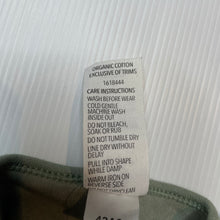 ORGANIC COTTON
EXCLUSIVE OF TRIMS
1618444
CARE INSTRUCTIONS
WASH BEFORE WEAR
COLD GENTLE
MACHINE WASH
INSIDE OUT
DO NOT BLEACH,
SOAK OR RUB
DO NOT TUMBLE DRY
LINE DRY WITHOUT
DELAY
PULL INTO SHAPE
WHILE DAMP
WARM IRON ON
REVERSE SIDE